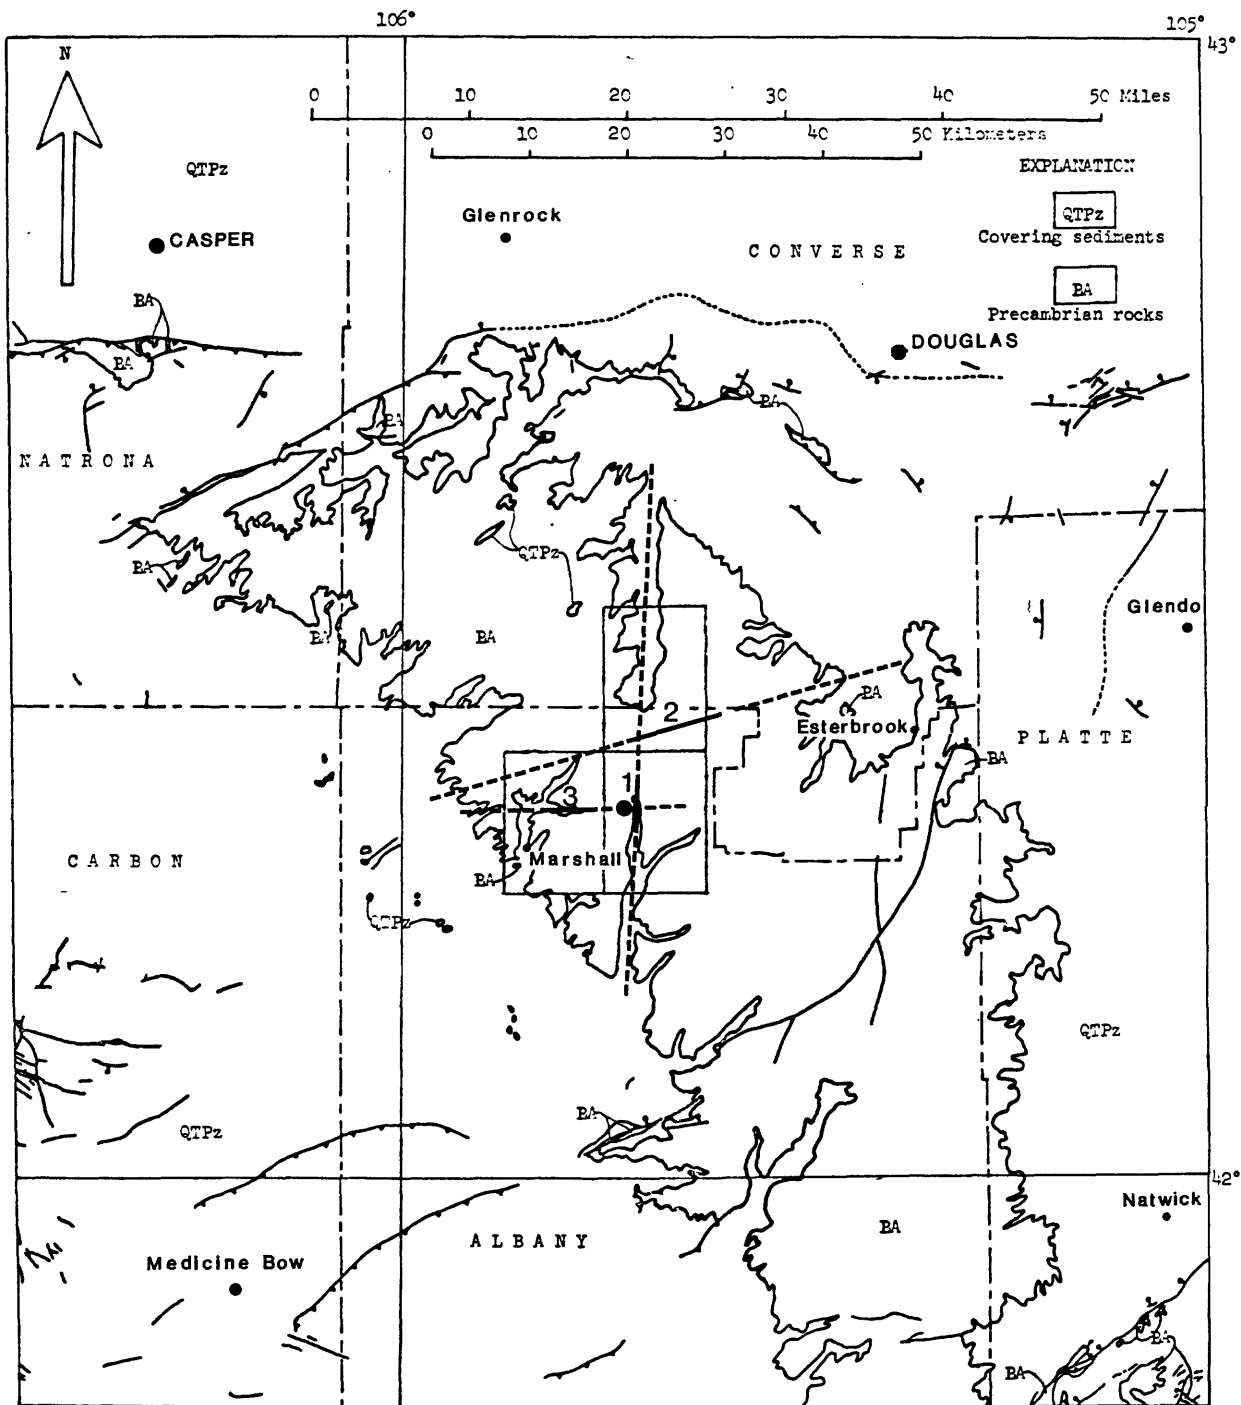 106°
105°
43°
N
0 10 20 30 40 50 Miles
0 10 20 30 40 50 Kilometers
QTPz
EXPLANATION
QTPz
Covering sediments
BA
Precambrian rocks
Glenrock
CASPER
CONVERSE
BA
DOUGLAS
BA
BA
BA
NATRONA
QTPz
BA
Glendo
BA
BA
BA
2
Esterbrook
PLATTE
BA
1
3
CARBON
Marshall
BA
QTPz
QTPz
BA
QTPz
42°
Natwick
BA
ALBANY
Medicine Bow
BA
BA